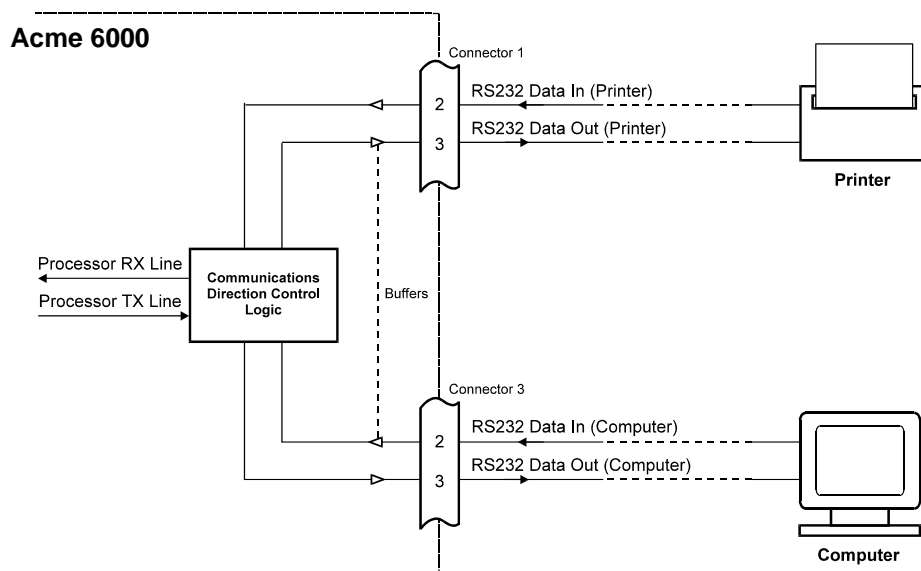 Acme 6000
Connector 1
2
RS232 Data In (Printer)
3
RS232 Data Out (Printer)
Printer
Processor RX Line
Processor TX Line
Communications
Direction Control
Logic
Buffers
Connector 3
2
RS232 Data In (Computer)
3
RS232 Data Out (Computer)
Computer